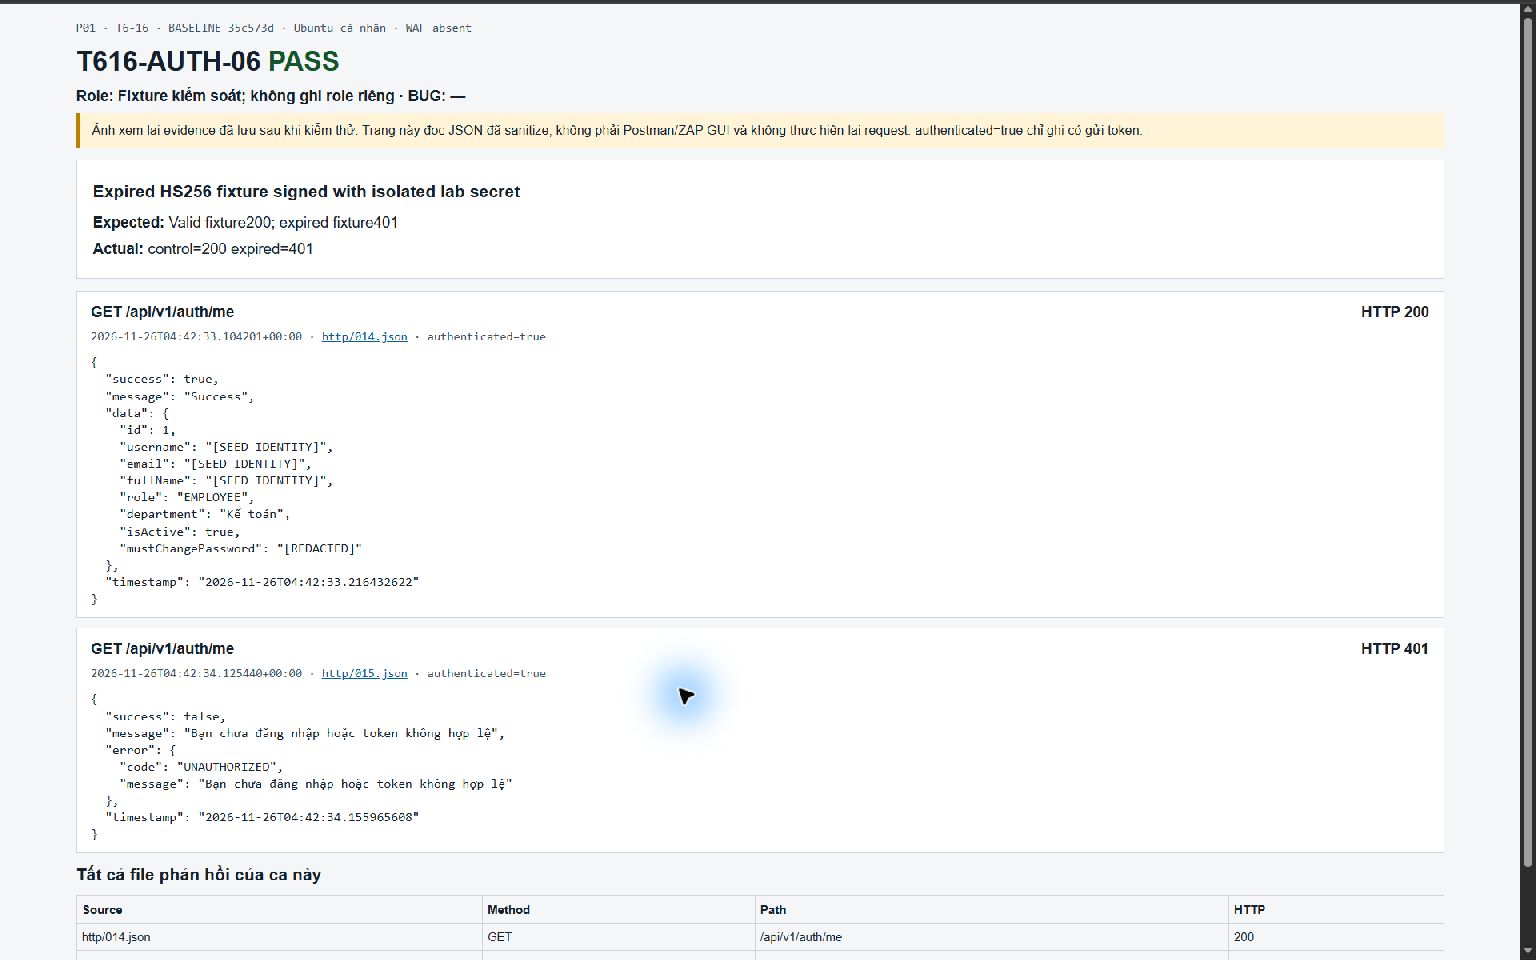 P01 · T6-16 · BASELINE 35c573d · Ubuntu cá nhân · WAF absent
T616-AUTH-06 PASS
Role: Fixture kiểm soát; không ghi role riêng · BUG: —
Ảnh xem lại evidence đã lưu sau khi kiểm thử. Trang này đọc JSON đã sanitize, không phải Postman/ZAP GUI và không thực hiện lại request. authenticated=true chỉ ghi có gửi token.
Expired HS256 fixture signed with isolated lab secret
Expected: Valid fixture200; expired fixture401
Actual: control=200 expired=401
GET /api/v1/auth/me HTTP 200
2026-11-26T04:42:33.104201+00:00 · http/014.json · authenticated=true
{
"success": true,
"message": "Success",
"data": {
"id": 1,
"username": "[SEED IDENTITY]",
"email": "[SEED IDENTITY]",
"fullName": "[SEED IDENTITY]",
"role": "EMPLOYEE",
"department": "Kế toán",
"isActive": true,
"mustChangePassword": "[REDACTED]"
},
"timestamp": "2026-11-26T04:42:33.216432622"
}
GET /api/v1/auth/me HTTP 401
2026-11-26T04:42:34.125440+00:00 · http/015.json · authenticated=true
{
"success": false,
"message": "Bạn chưa đăng nhập hoặc token không hợp lệ",
"error": {
"code": "UNAUTHORIZED",
"message": "Bạn chưa đăng nhập hoặc token không hợp lệ"
},
"timestamp": "2026-11-26T04:42:34.155965608"
}
Tất cả file phản hồi của ca này
Source Method Path HTTP
http/014.json GET /api/v1/auth/me 200